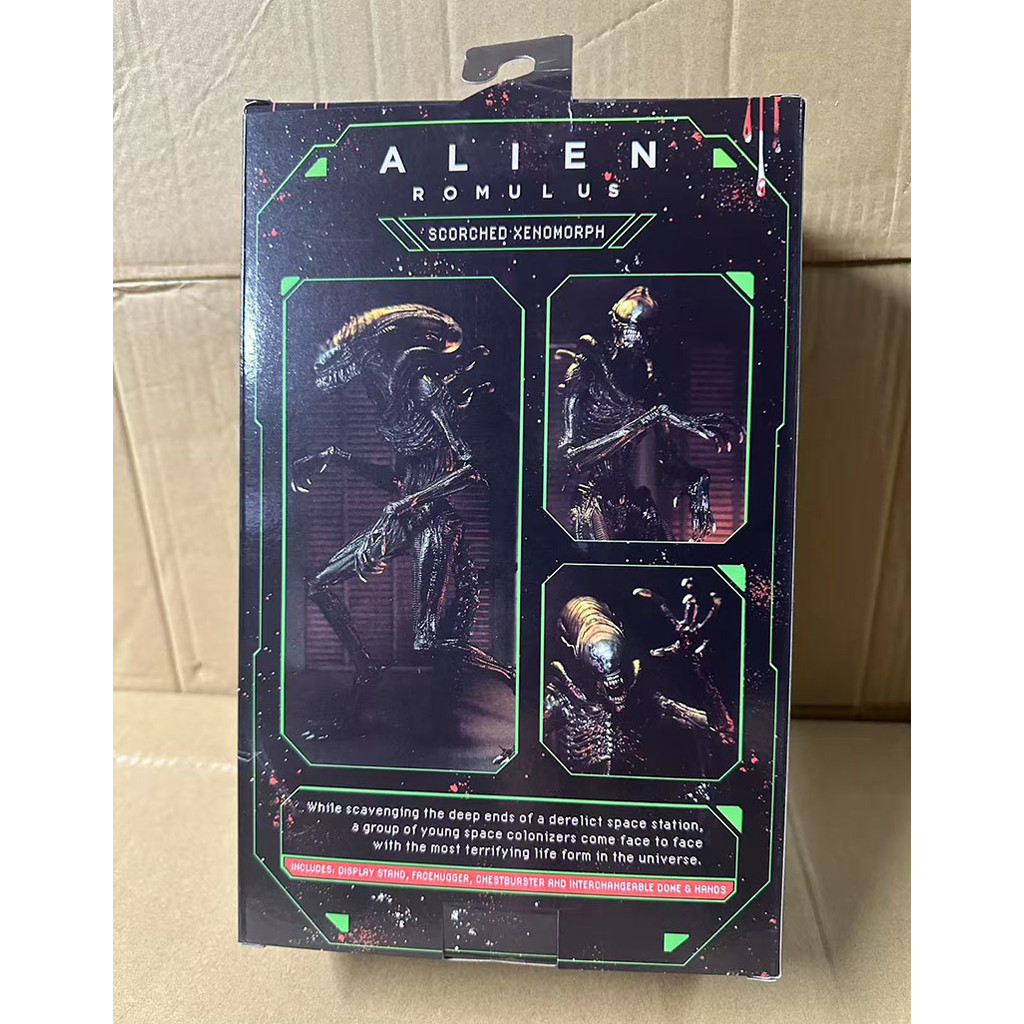 ALIEN
ROMULUS
SCORCHED XENOMORPH
While scavenging the deep ends of a derelict space station,
a group of young space colonizers come face to face
with the most terrifying life form in the universe.
INCLUDES: DISPLAY STAND, FACEHUGGER, CHESTBURSTER AND INTERCHANGEABLE DOME & HANDS